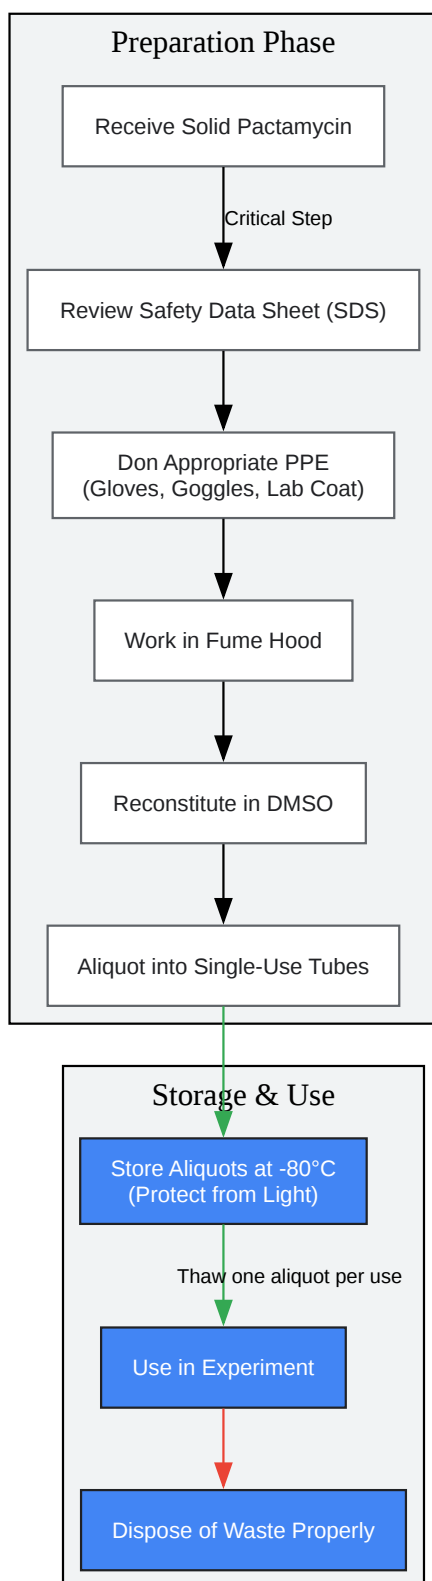 Preparation Phase
Receive Solid Pactamycin
Critical Step
Review Safety Data Sheet (SDS)
Don Appropriate PPE
(Gloves, Goggles, Lab Coat)
Work in Fume Hood
Reconstitute in DMSO
Aliquot into Single-Use Tubes
Storage & Use
Store Aliquots at -80°C
(Protect from Light)
Thaw one aliquot per use
Use in Experiment
Dispose of Waste Properly